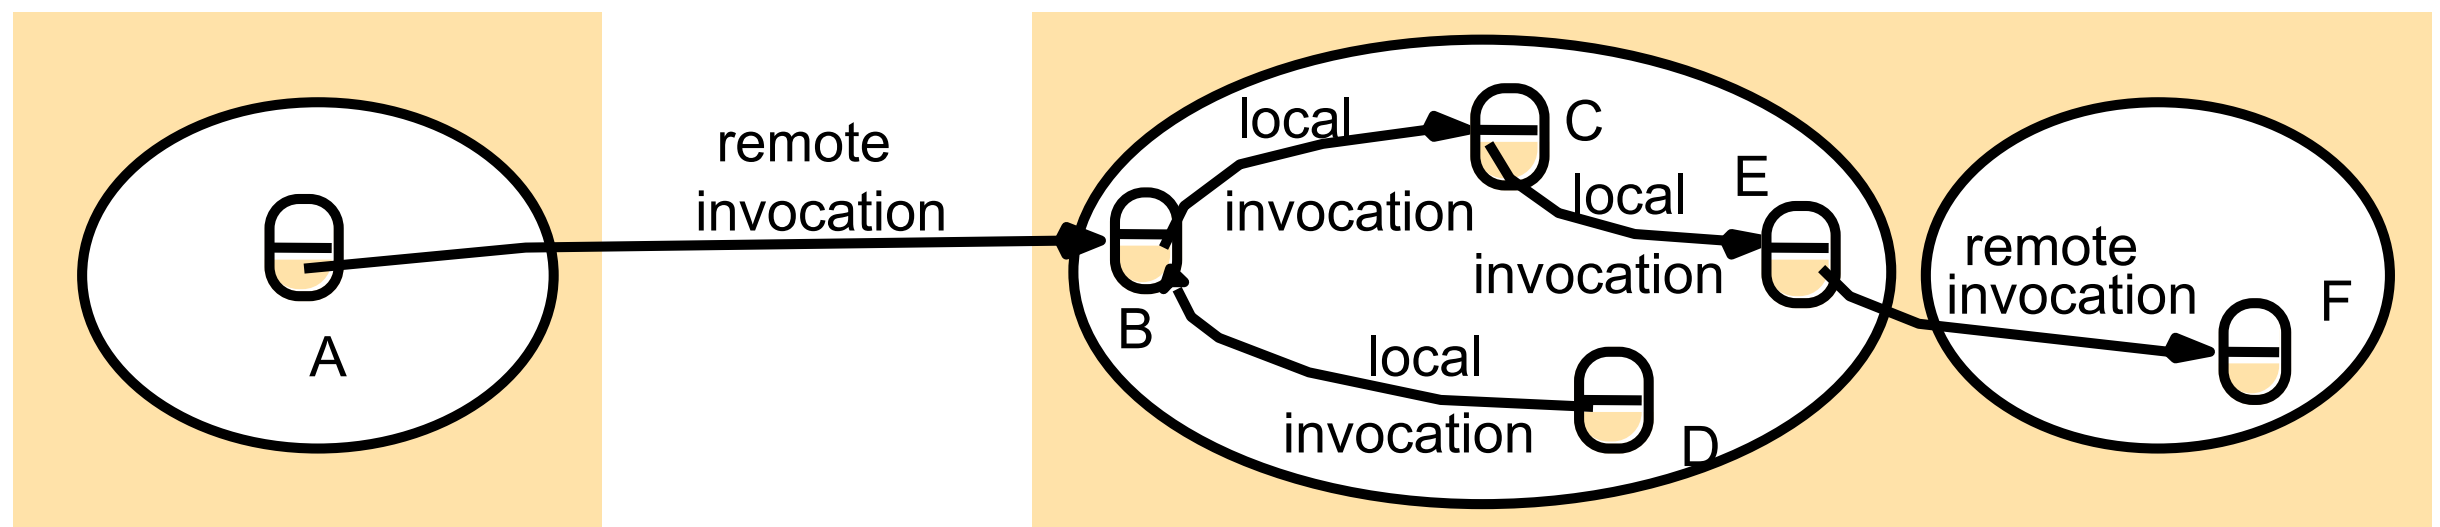 remote
invocation
A
local
invocation
C
local
invocation
E
B
local
invocation
D
remote
invocation
F